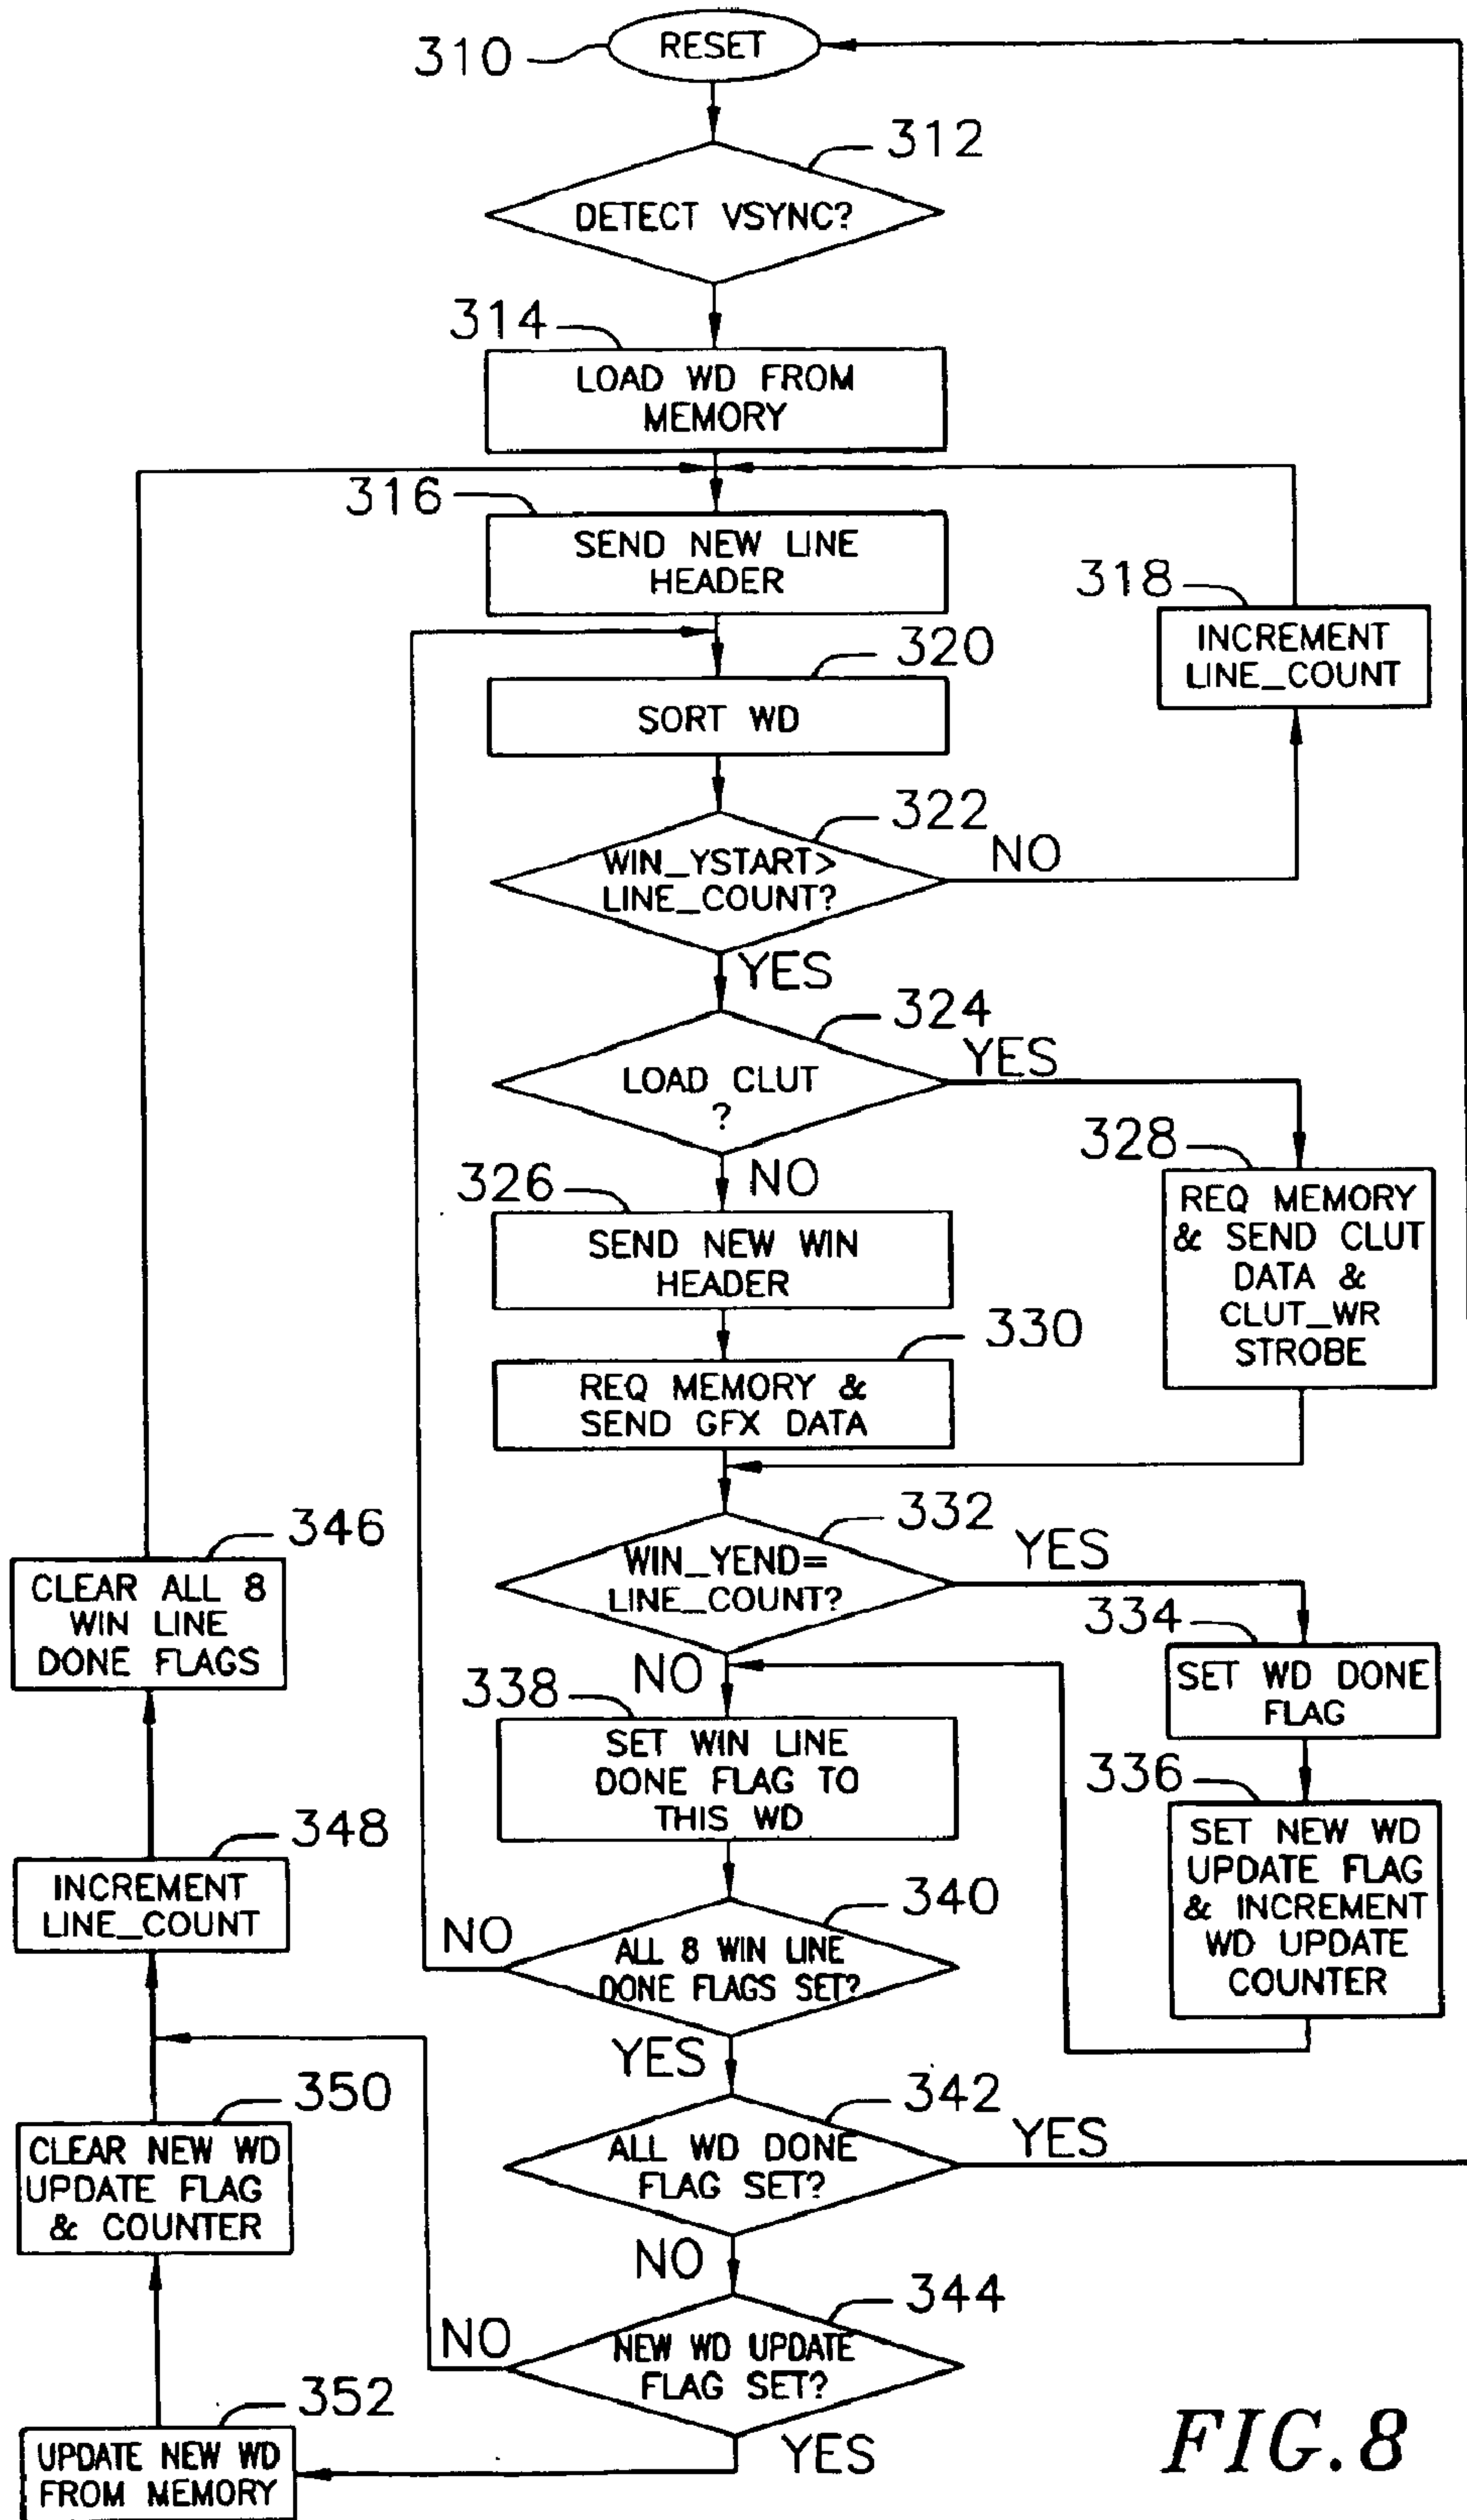 310
RESET
312
DETECT VSYNC?
314
LOAD WD FROM
MEMORY
316
SEND NEW LINE
HEADER
318
INCREMENT
LINE_COUNT
320
SORT WD
322
WIN_YSTART>
LINE_COUNT?
NO
YES
324
LOAD CLUT
?
YES
NO
326
SEND NEW WIN
HEADER
328
REQ MEMORY
& SEND CLUT
DATA &
CLUT_WR
STROBE
330
REQ MEMORY &
SEND GFX DATA
332
WIN_YEND=
LINE_COUNT?
YES
NO
334
SET WD DONE
FLAG
336
SET NEW WD
UPDATE FLAG
& INCREMENT
WD UPDATE
COUNTER
338
SET WIN LINE
DONE FLAG TO
THIS WD
340
ALL 8 WIN LINE
DONE FLAGS SET?
NO
YES
342
ALL WD DONE
FLAG SET?
YES
NO
344
NEW WD UPDATE
FLAG SET?
NO
YES
346
CLEAR ALL 8
WIN LINE
DONE FLAGS
348
INCREMENT
LINE_COUNT
350
CLEAR NEW WD
UPDATE FLAG
& COUNTER
352
UPDATE NEW WD
FROM MEMORY
FIG.8